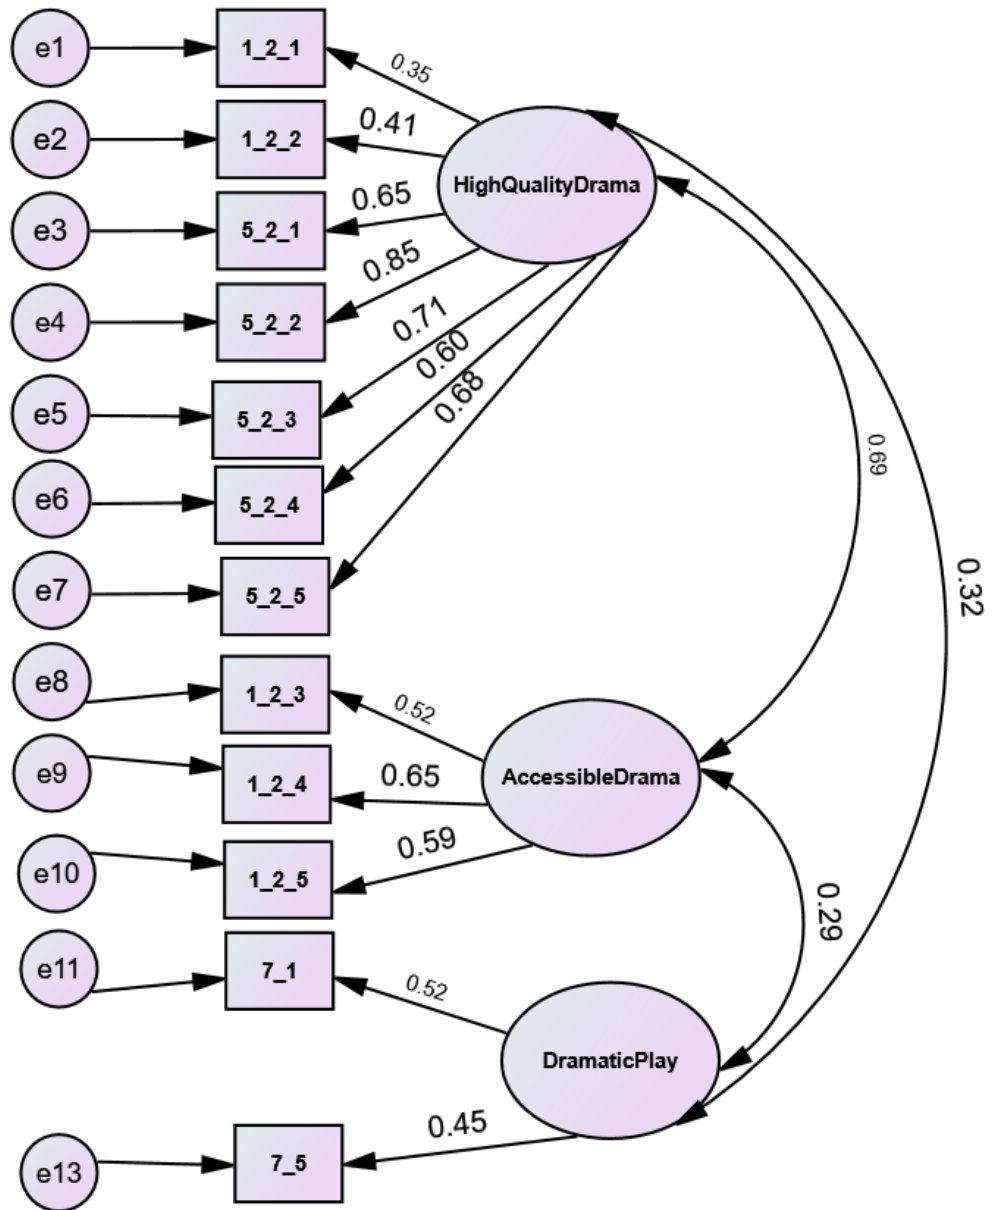 e1
1_2_1
0.35
e2
1_2_2
0.41
HighQualityDrama
e3
5_2_1
0.65
e4
5_2_2
0.85
e5
5_2_3
0.71
e6
5_2_4
0.60
e7
5_2_5
0.68
0.69
0.32
e8
1_2_3
0.52
e9
1_2_4
0.65
AccessibleDrama
e10
1_2_5
0.59
0.29
e11
7_1
0.52
DramaticPlay
e13
7_5
0.45